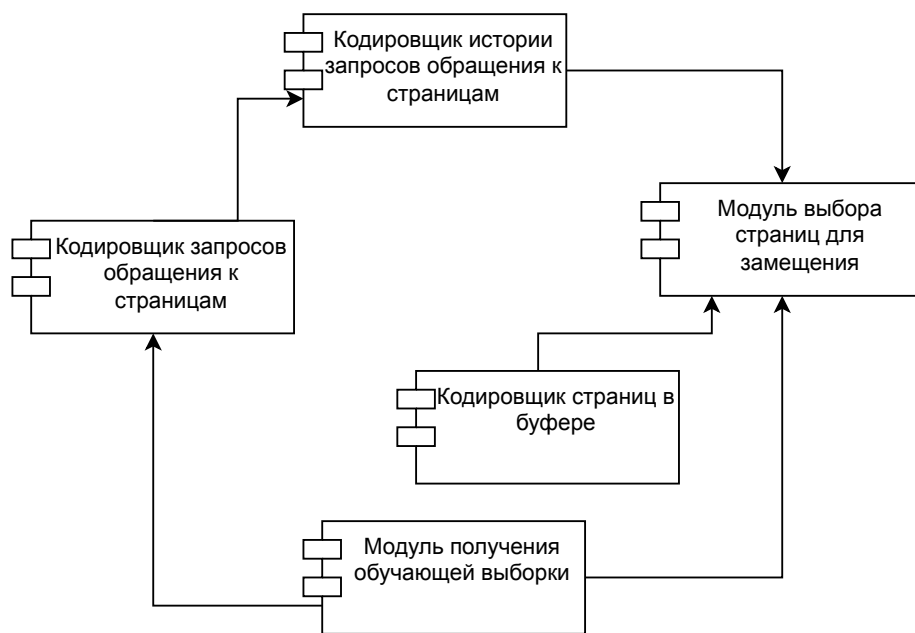 Кодировщик истории
запросов обращения к
страницам
Модуль выбора
страниц для
замещения
Кодировщик запросов
обращения к
страницам
Кодировщик страниц в
буфере
Модуль получения
обучающей выборки